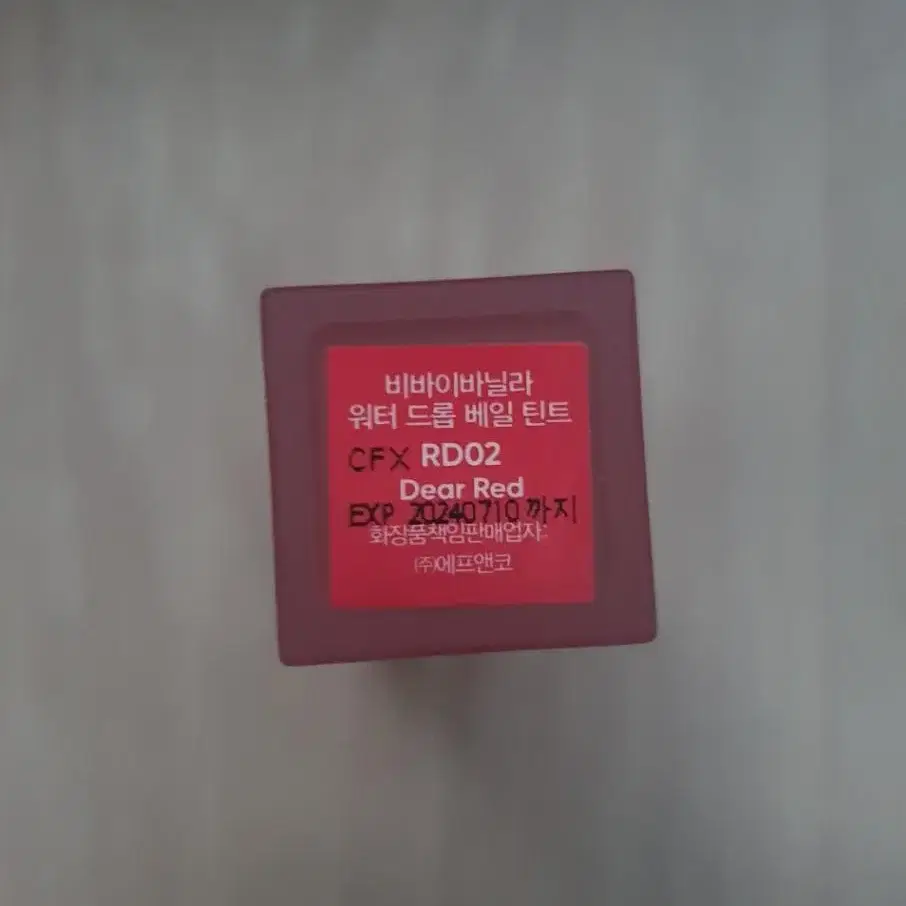 비바이바닐라
워터 드롭 베일 틴트
CFX RD02
Dear Red
EXP 20240710 까지
화장품책임판매업자:
㈜에프앤코